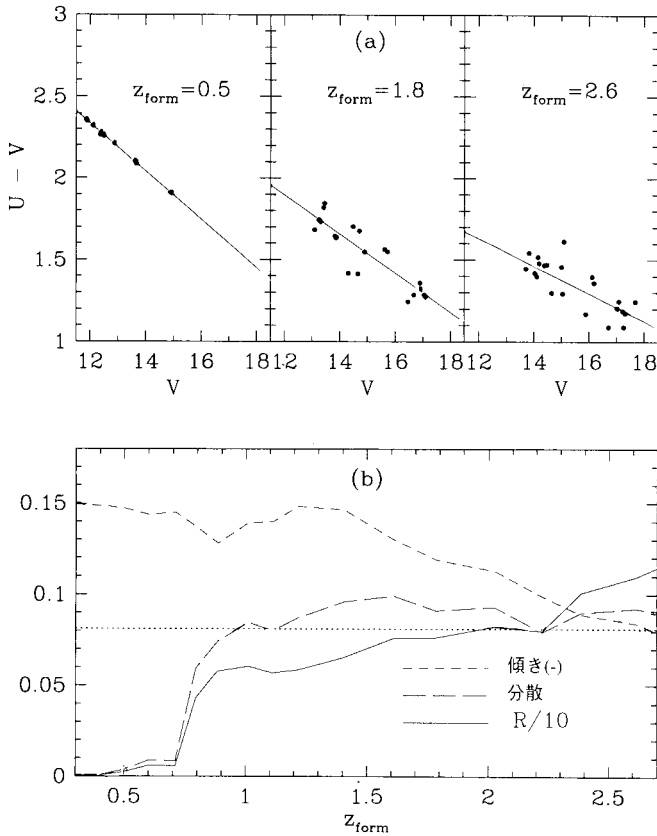 (a)
z_form=0.5
z_form=1.8
z_form=2.6
U − V
3
2.5
2
1.5
1
12 14 16 18 12 14 16 18 12 14 16 18
V V V
(b)
0.15
0.1
0.05
0
傾き(-)
分散
R/10
0.5 1 1.5 2 2.5
z_form